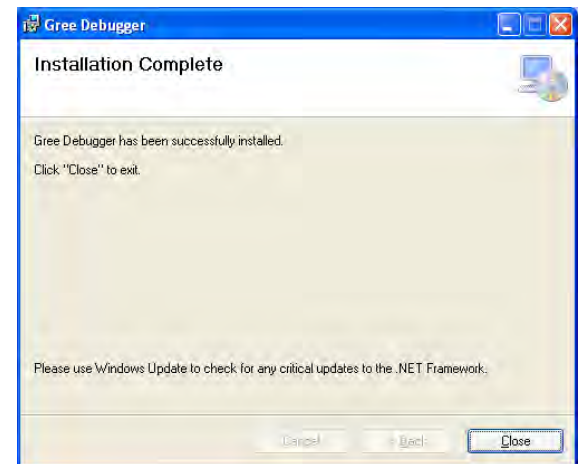 Gree Debugger
Installation Complete
Gree Debugger has been successfully installed.
Click "Close" to exit.
Please use Windows Update to check for any critical updates to the .NET Framework.
Cancel < Back Close